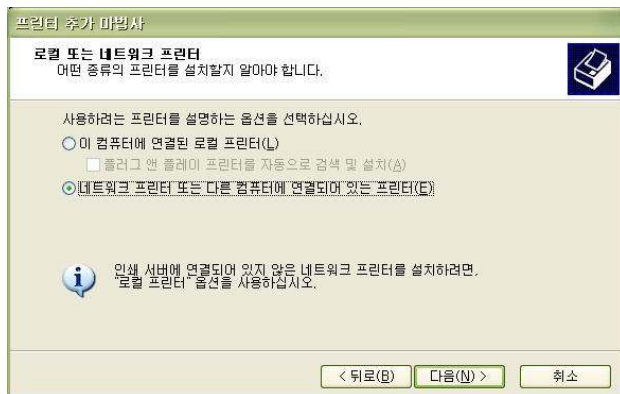 프린터 추가 마법사
로컬 또는 네트워크 프린터
어떤 종류의 프린터를 설치할지 알아야 합니다.
사용하려는 프린터를 설명하는 옵션을 선택하십시오.
이 컴퓨터에 연결된 로컬 프린터(L)
플러그 앤 플레이 프린터를 자동으로 검색 및 설치(A)
네트워크 프린터 또는 다른 컴퓨터에 연결되어 있는 프린터(E)
인쇄 서버에 연결되어 있지 않은 네트워크 프린터를 설치하려면,
"로컬 프린터" 옵션을 사용하십시오.
< 뒤로(B) 다음(N) > 취소